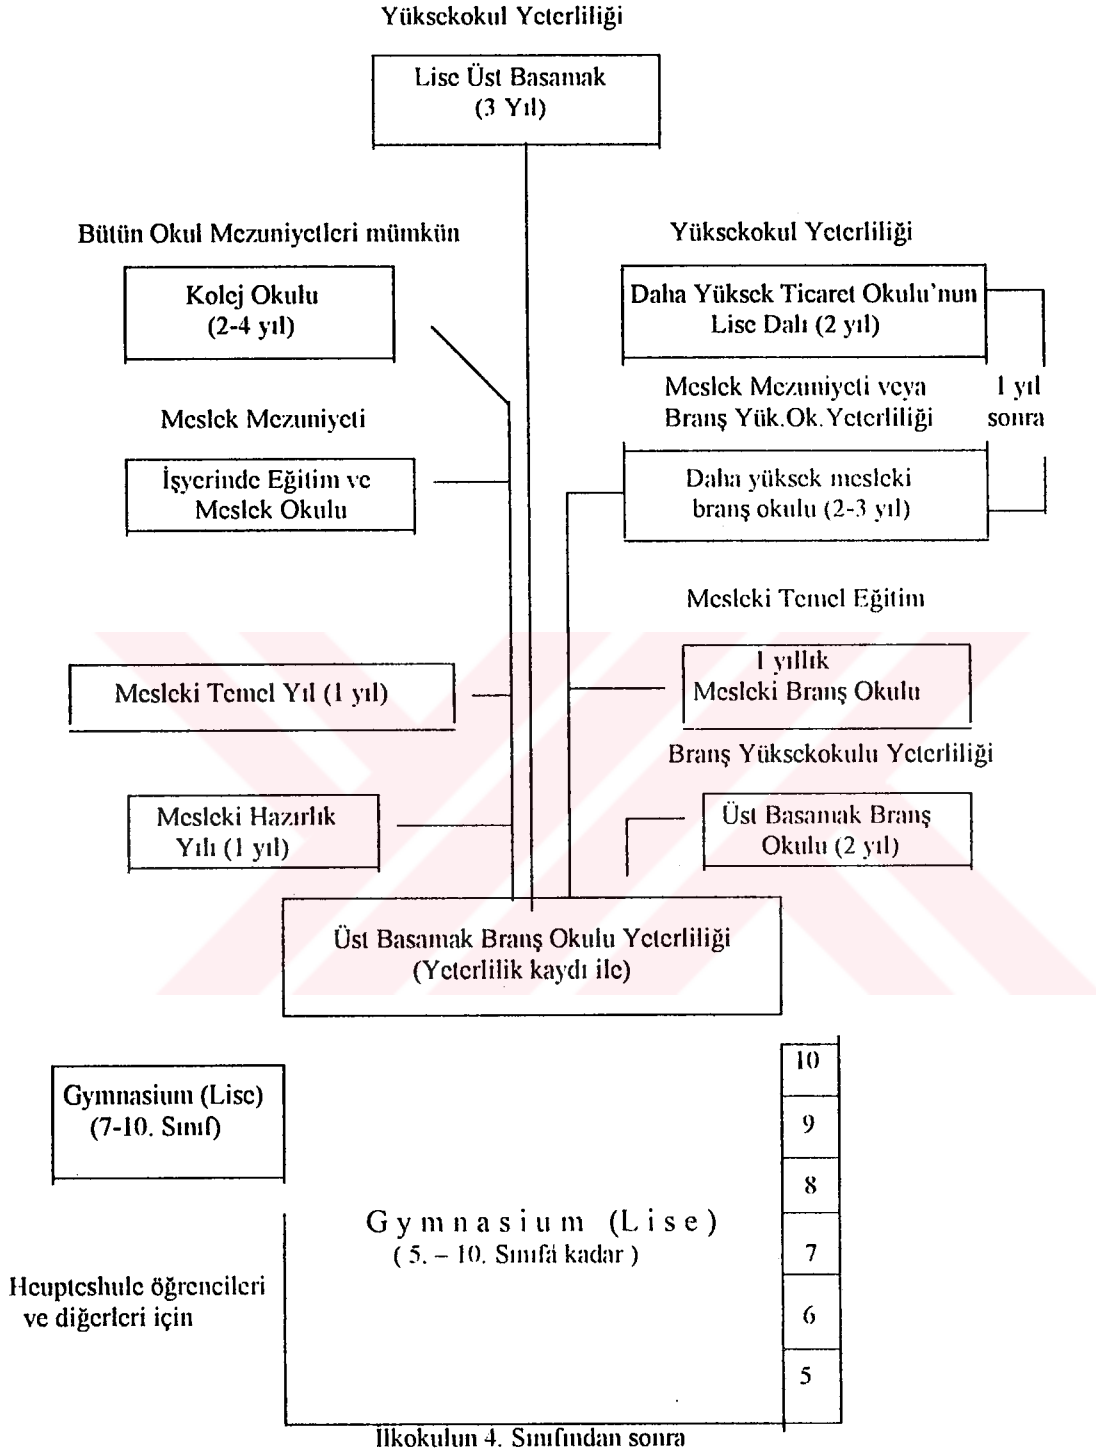 Yüksekokul Yeterliliği
Lise Üst Basamak
(3 Yıl)
Bütün Okul Mezuniyetleri mümkün
Kolej Okulu
(2-4 yıl)
Meslek Mezuniyeti
İşyerinde Eğitim ve
Meslek Okulu
Mesleki Temel Yıl (1 yıl)
Mesleki Hazırlık
Yılı (1 yıl)
Yüksekokul Yeterliliği
Daha Yüksek Ticaret Okulu'nun
Lise Dalı (2 yıl)
Meslek Mezuniyeti veya
Branş Yük.Ok.Yeterliliği
1 yıl
sonra
Daha yüksek mesleki
branş okulu (2-3 yıl)
Mesleki Temel Eğitim
1 yıllık
Mesleki Branş Okulu
Branş Yüksekokulu Yeterliliği
Üst Basamak Branş
Okulu (2 yıl)
Üst Basamak Branş Okulu Yeterliliği
(Yeterlilik kaydı ile)
Gymnasium (Lise)
(7-10. Sınıf)
Heupteshule öğrencileri
ve diğerleri için
Gymnasium (Lise)
( 5. – 10. Sınıfa kadar )
10
9
8
7
6
5
İlkokulun 4. Sınıfından sonra